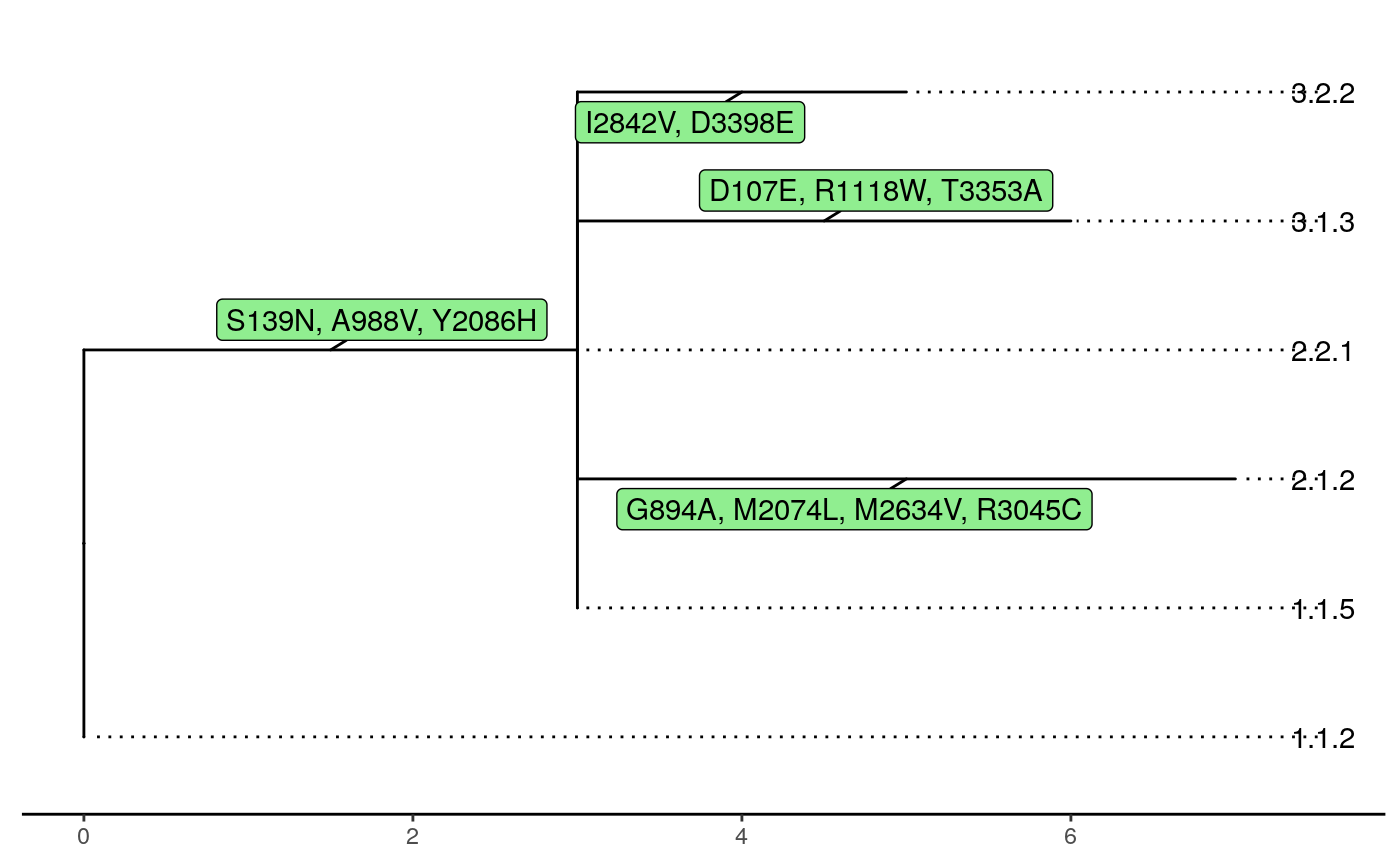 3.2.2
I2842V, D3398E
D107E, R1118W, T3353A
3.1.3
S139N, A988V, Y2086H
2.2.1
2.1.2
G894A, M2074L, M2634V, R3045C
1.1.5
1.1.2
0 2 4 6